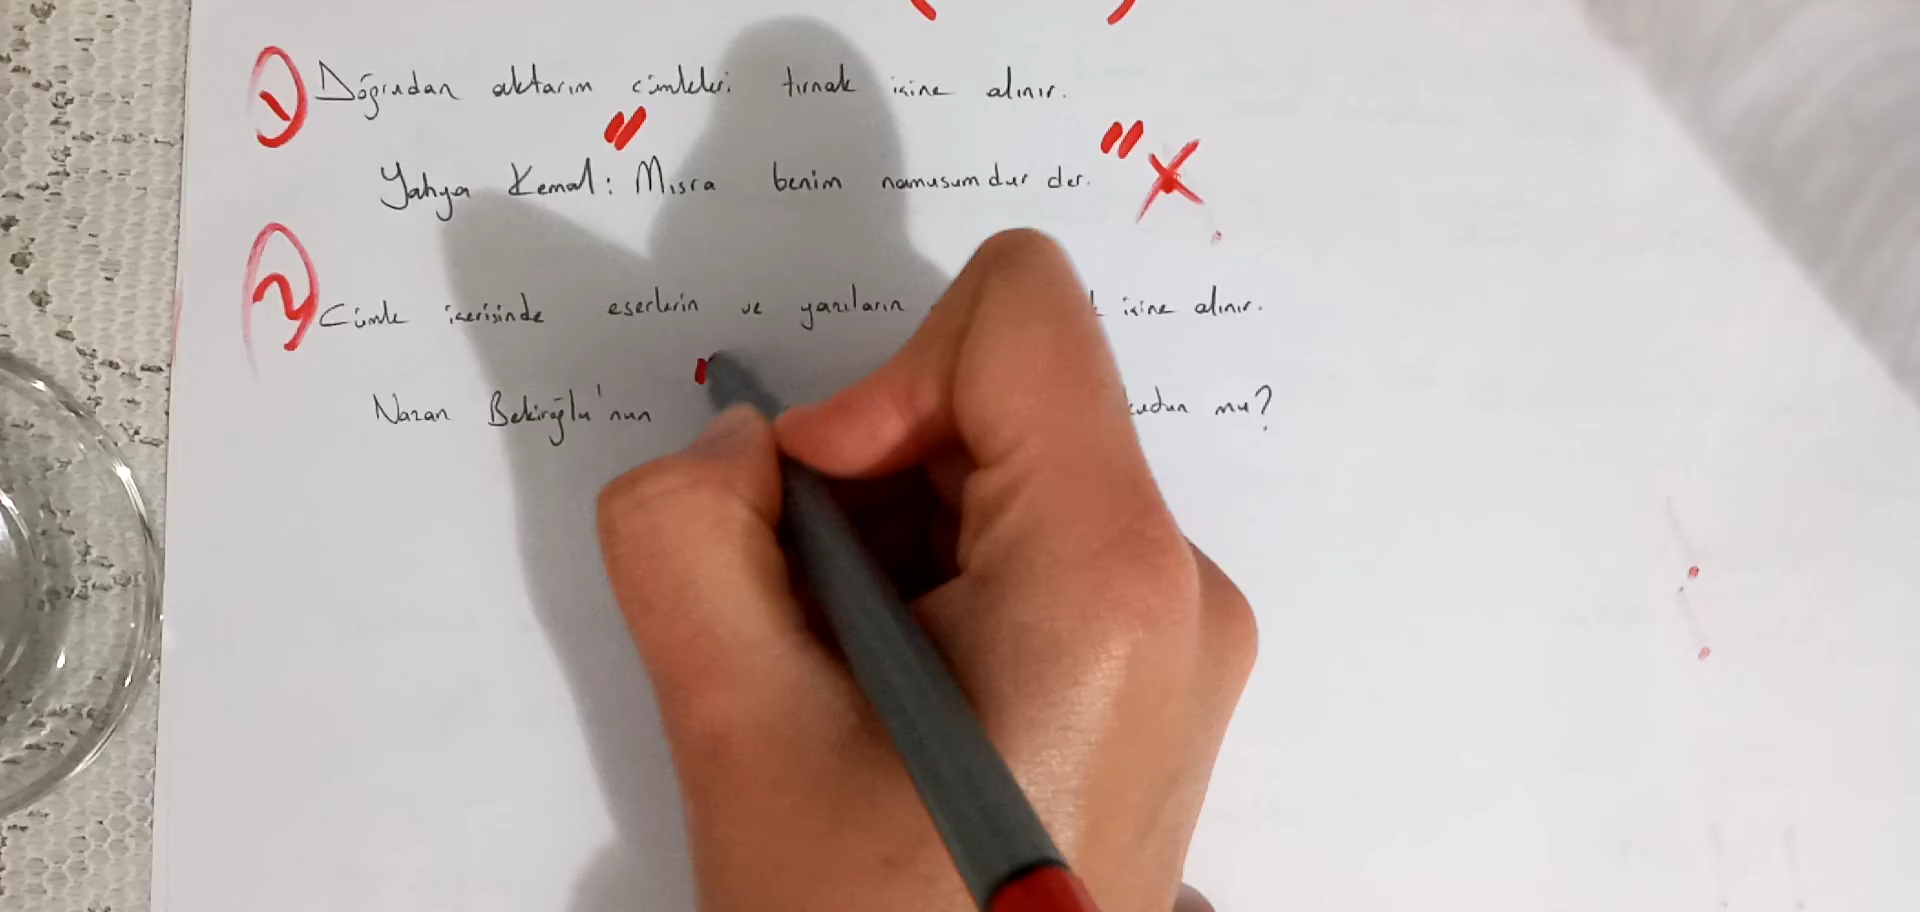 ( )
1 Doğrudan aktarım cümleleri tırnak içine alınır.
Yahya Kemal: "Mısra benim namusumdur der." X
2 Cümle içerisinde eserlerin ve yazıların içine alınır.
Nazan Bekiroğlu'nun " mu?